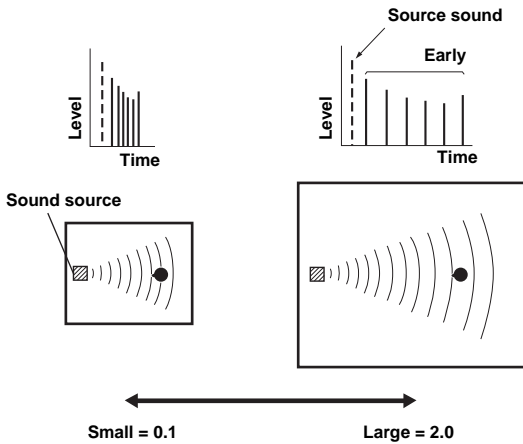 Source sound
Early
Level
Time
Level
Time
Sound source
Small = 0.1
Large = 2.0